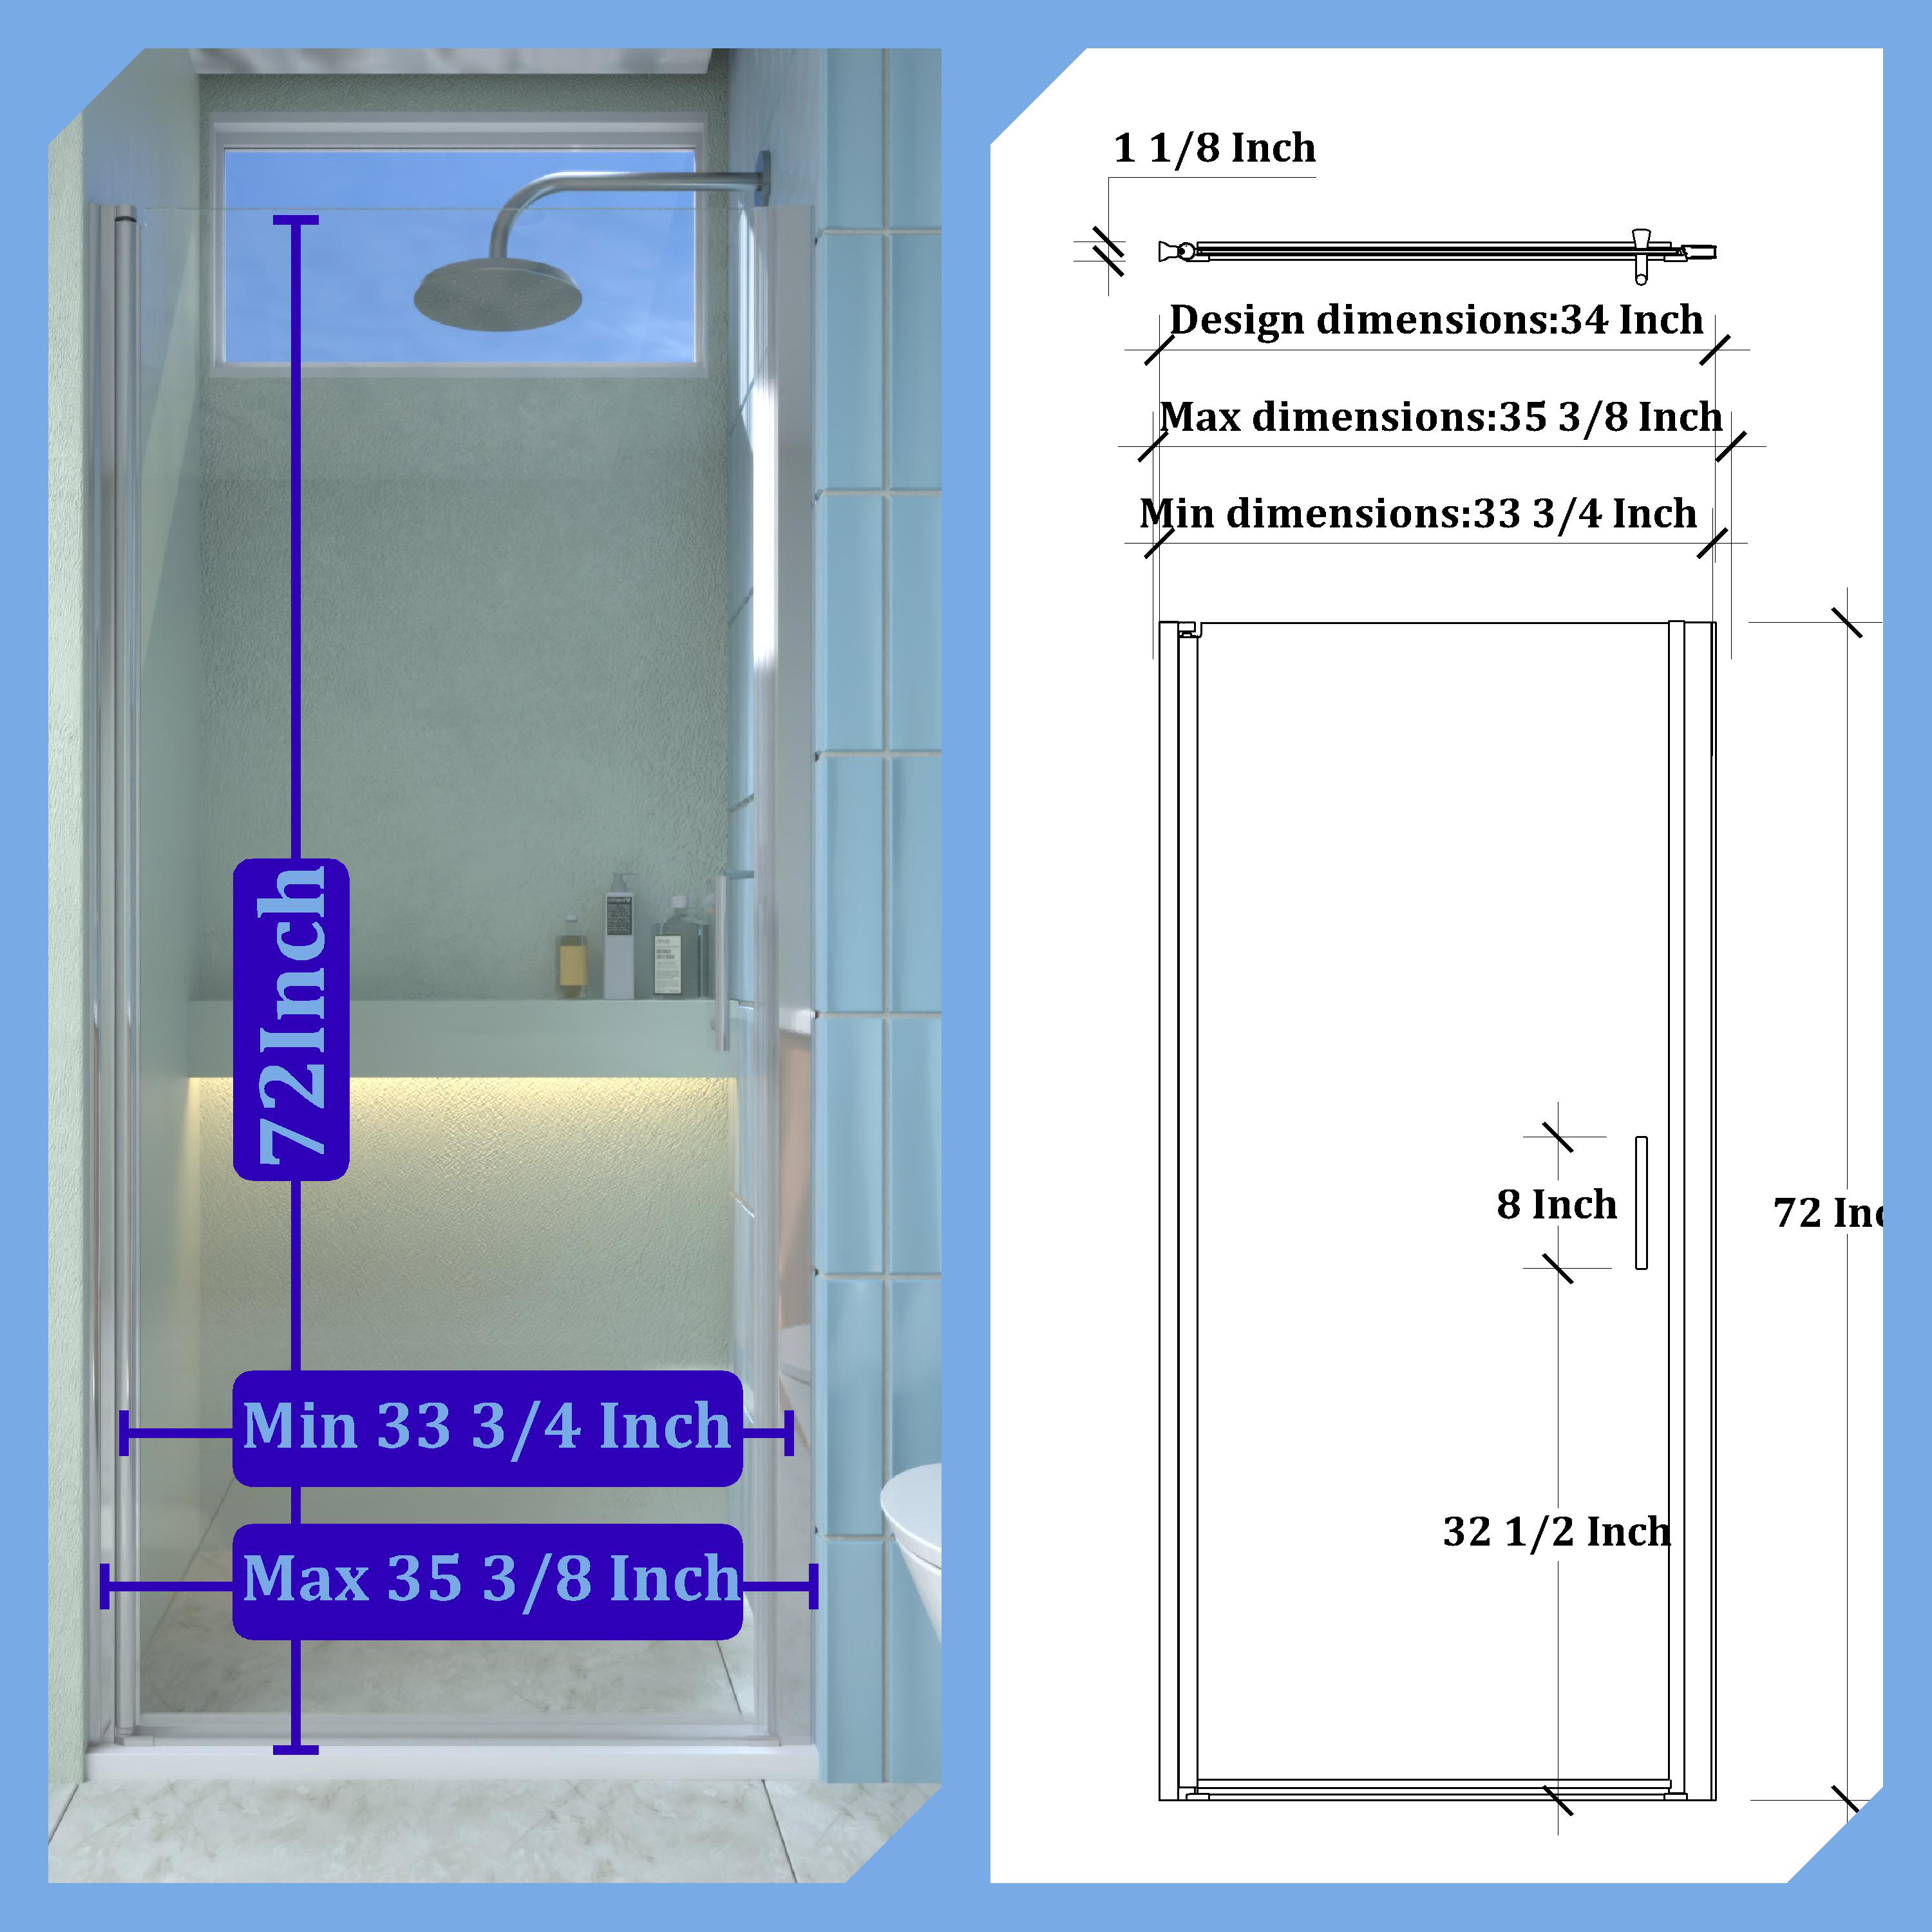 72Inch
Min 33 3/4 Inch
Max 35 3/8 Inch
1 1/8 Inch
Design dimensions:34 Inch
Max dimensions:35 3/8 Inch
Min dimensions:33 3/4 Inch
8 Inch
72 Inc
32 1/2 Inch